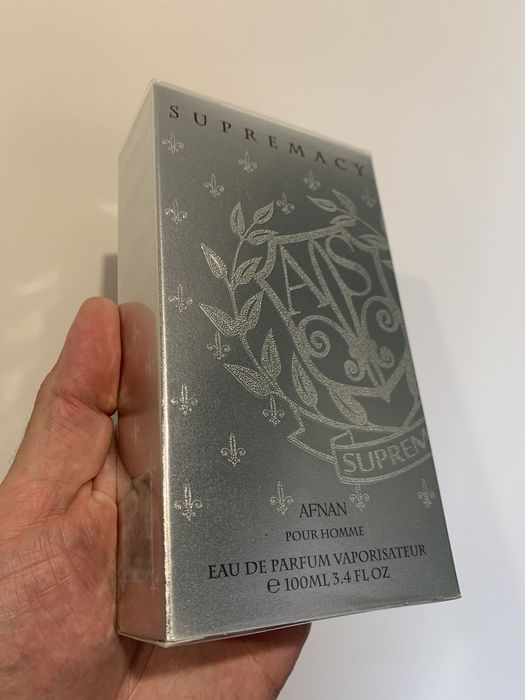 SUPREMACY
AS
SUPREM
AFNAN
POUR HOMME
EAU DE PARFUM VAPORISATEUR
℮ 100ML 3.4 FL OZ